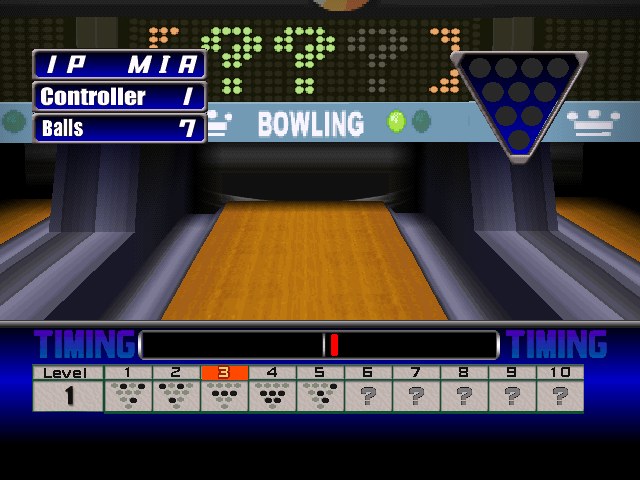 ? ?  ?
1P MIA
Controller 1
Balls 7
BOWLING
TIMING TIMING
Level 1 2 3 4 5 6 7 8 9 10
1 ? ? ? ? ?